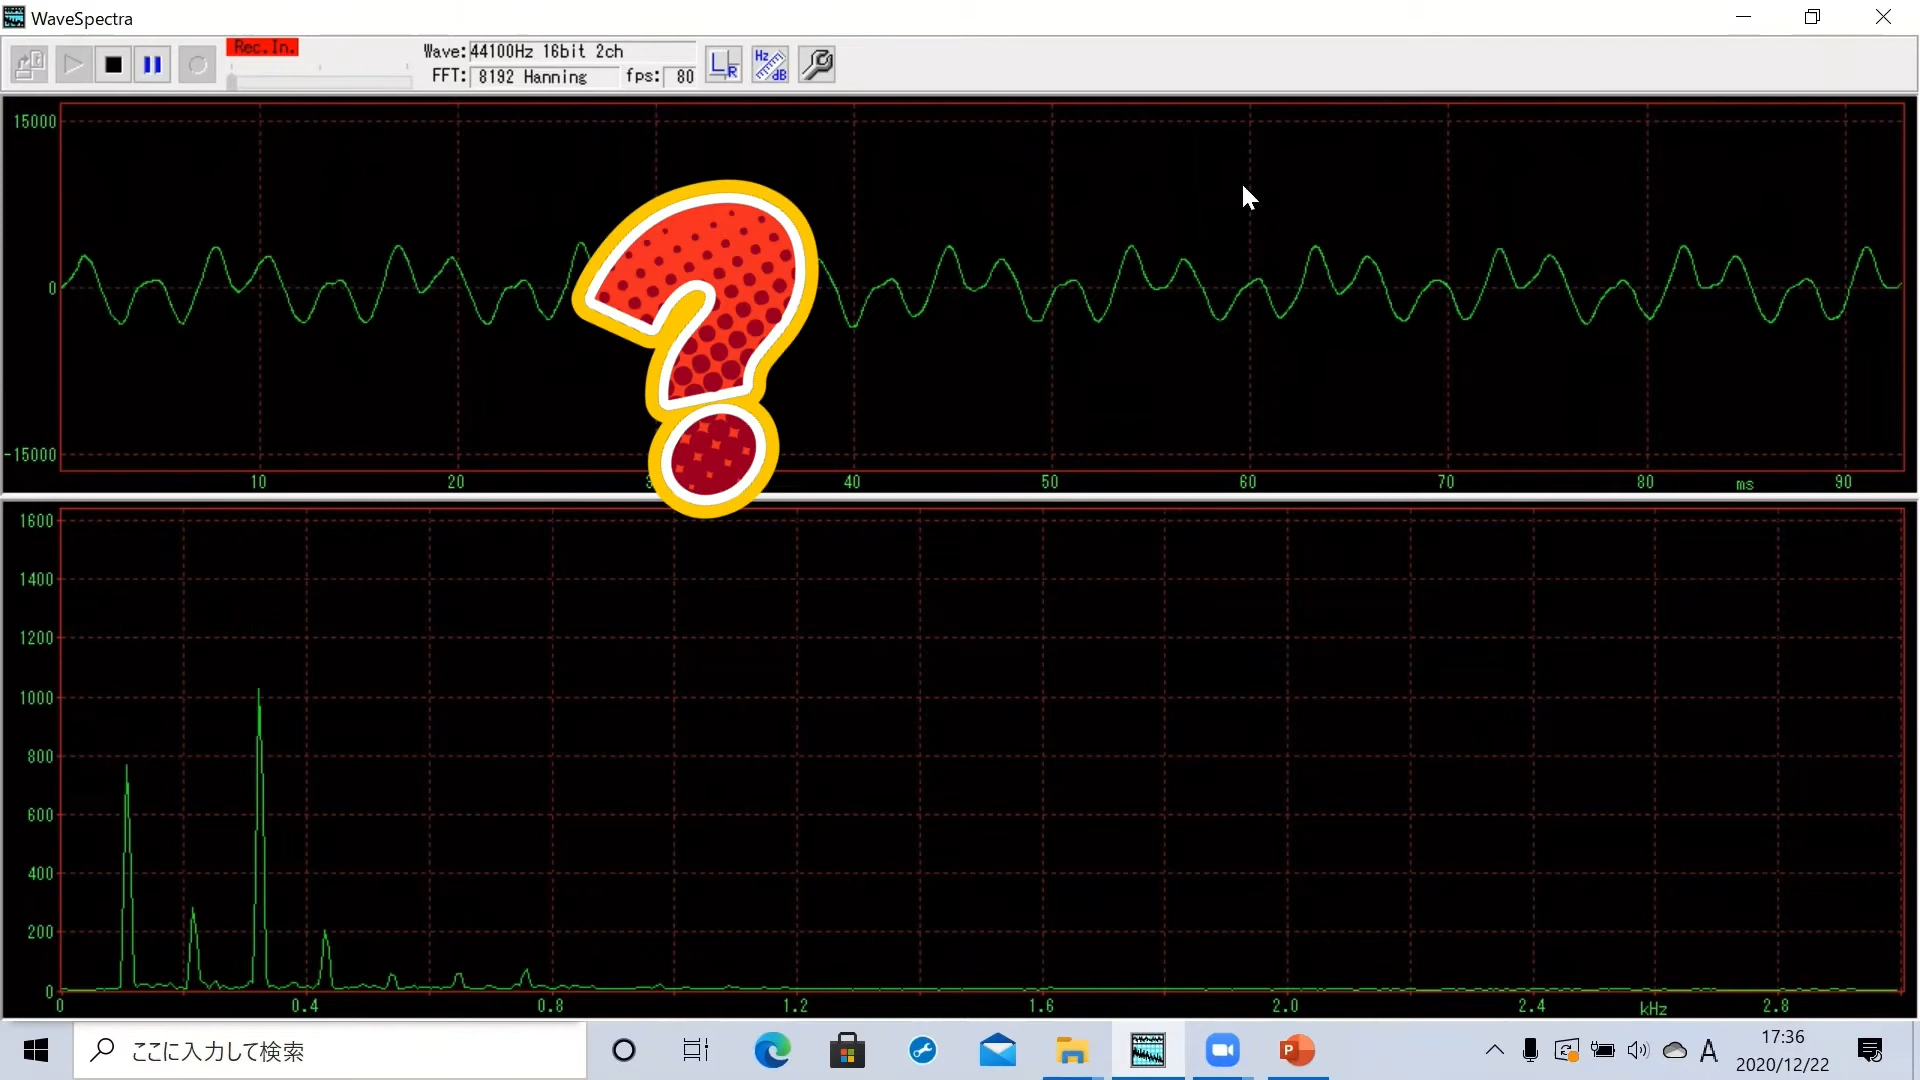 WaveSpectra
Rec.In.
Wave: 44100Hz 16bit 2ch
FFT: 8192 Hanning fps: 80
L R
Hz dB
15000
0
-15000
10 20 40 50 60 70 80 ms 90
1600
1400
1200
1000
800
600
400
200
0
0 0.4 0.8 1.2 1.6 2.0 2.4 kHz 2.8
?
ここに入力して検索
P
A
17:36
2020/12/22